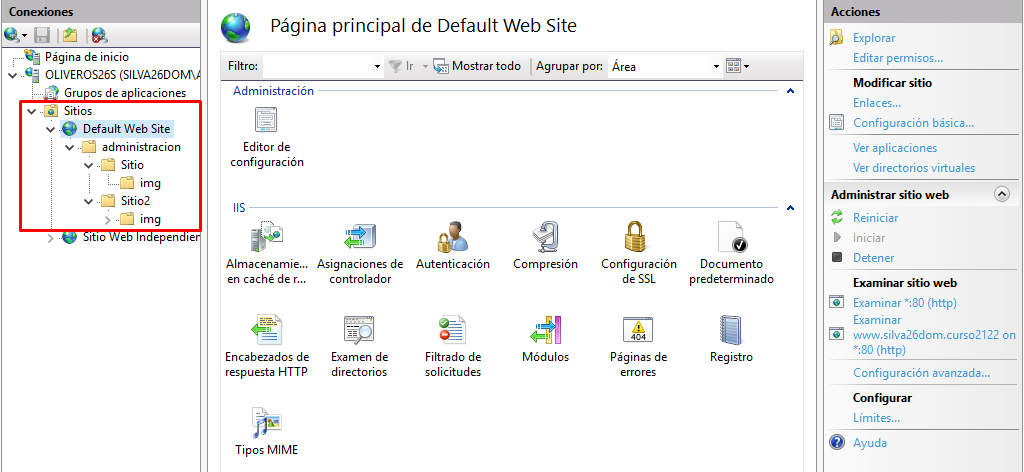 Conexiones
Página de inicio
OLIVEROS26S (SILVA26DOM\A
Grupos de aplicaciones
Sitios
Default Web Site
administracion
Sitio
img
Sitio2
img
Sitio Web Independien
Página principal de Default Web Site
Filtro:
Ir
Mostrar todo
Agrupar por:
Área
Administración
Editor de
configuración
IIS
Almacenamie...
en caché de r...
Asignaciones de
controlador
Autenticación
Compresión
Configuración
de SSL
Documento
predeterminado
Encabezados de
respuesta HTTP
Examen de
directorios
Filtrado de
solicitudes
Módulos
404
Páginas de
errores
Registro
Tipos MIME
Acciones
Explorar
Editar permisos...
Modificar sitio
Enlaces...
Configuración básica...
Ver aplicaciones
Ver directorios virtuales
Administrar sitio web
Reiniciar
Iniciar
Detener
Examinar sitio web
Examinar *:80 (http)
Examinar
www.silva26dom.curso2122 on
*:80 (http)
Configuración avanzada...
Configurar
Límites...
Ayuda